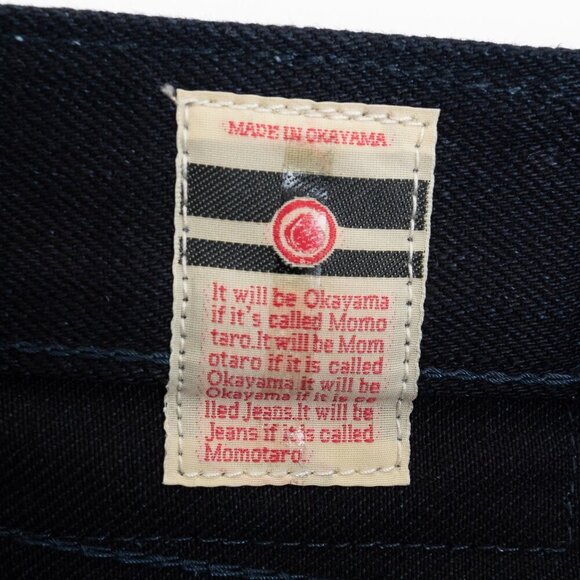 MADE IN OKAYAMA
It will be Okayama
if it's called Momo
taro.It will be Mom
otaro if it is called
Okayama.it will be
Okayama if it is ca
lled Jeans.It will be
Jeans if it is called
Momotaro.